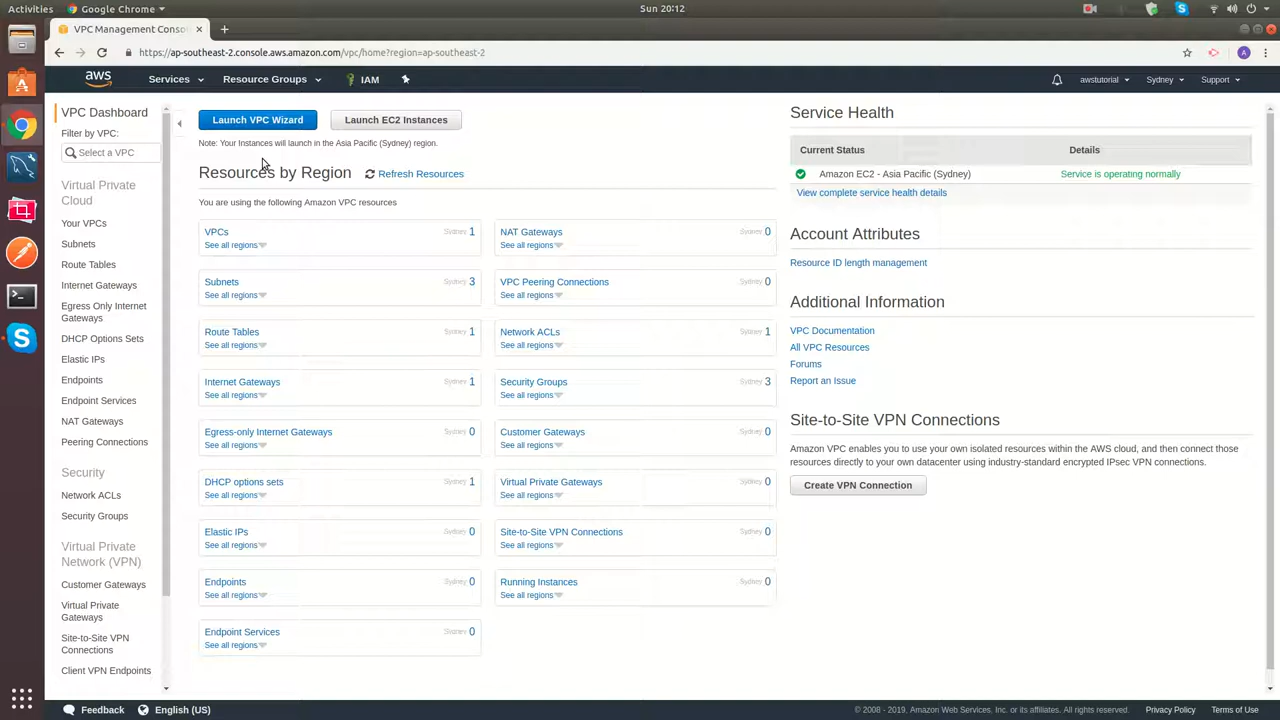 Activities
Google Chrome
Sun 20:12
VPC Management Conso
https://ap-southeast-2.console.aws.amazon.com/vpc/home?region=ap-southeast-2
A
aws
Services
Resource Groups
IAM
awstutorial
Sydney
Support
VPC Dashboard
Filter by VPC:
Select a VPC
Virtual Private
Cloud
Your VPCs
Subnets
Route Tables
Internet Gateways
Egress Only Internet
Gateways
DHCP Options Sets
Elastic IPs
Endpoints
Endpoint Services
NAT Gateways
Peering Connections
Security
Network ACLs
Security Groups
Virtual Private
Network (VPN)
Customer Gateways
Virtual Private
Gateways
Site-to-Site VPN
Connections
Client VPN Endpoints
Launch VPC Wizard
Launch EC2 Instances
Note: Your Instances will launch in the Asia Pacific (Sydney) region.
Resources by Region
Refresh Resources
You are using the following Amazon VPC resources
VPCs Sydney 1
See all regions
NAT Gateways Sydney 0
See all regions
Subnets Sydney 3
See all regions
VPC Peering Connections Sydney 0
See all regions
Route Tables Sydney 1
See all regions
Network ACLs Sydney 1
See all regions
Internet Gateways Sydney 1
See all regions
Security Groups Sydney 3
See all regions
Egress-only Internet Gateways Sydney 0
See all regions
Customer Gateways Sydney 0
See all regions
DHCP options sets Sydney 1
See all regions
Virtual Private Gateways Sydney 0
See all regions
Elastic IPs Sydney 0
See all regions
Site-to-Site VPN Connections Sydney 0
See all regions
Endpoints Sydney 0
See all regions
Running Instances Sydney 0
See all regions
Endpoint Services Sydney 0
See all regions
Service Health
Current Status
Details
Amazon EC2 - Asia Pacific (Sydney)
Service is operating normally
View complete service health details
Account Attributes
Resource ID length management
Additional Information
VPC Documentation
All VPC Resources
Forums
Report an Issue
Site-to-Site VPN Connections
Amazon VPC enables you to use your own isolated resources within the AWS cloud, and then connect those
resources directly to your own datacenter using industry-standard encrypted IPsec VPN connections.
Create VPN Connection
Feedback
English (US)
© 2008 - 2019, Amazon Web Services, Inc. or its affiliates. All rights reserved.
Privacy Policy
Terms of Use